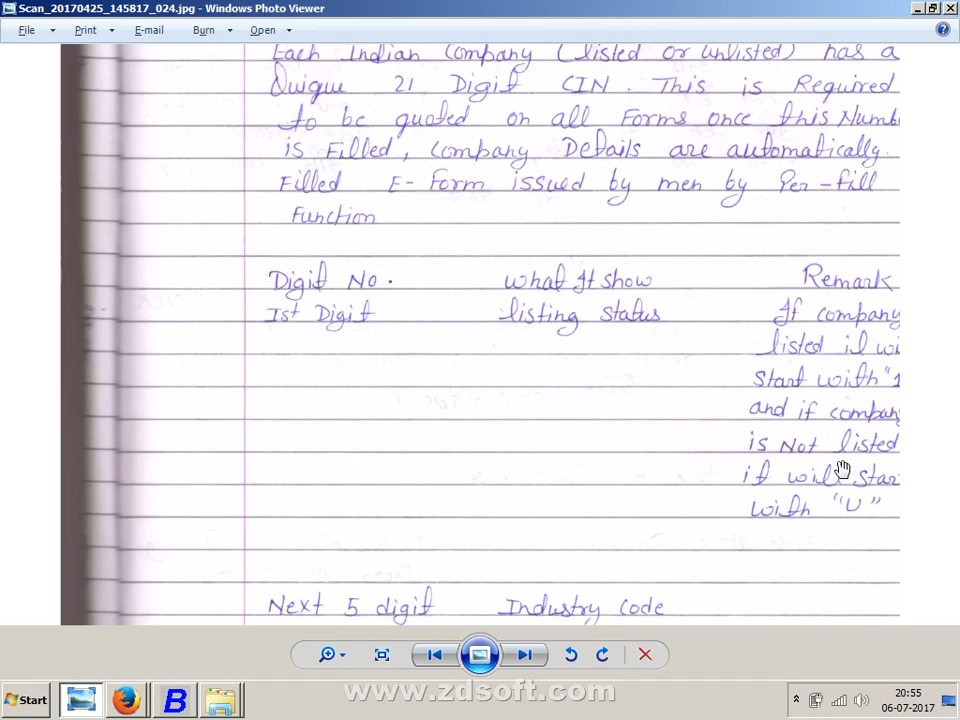 Scan_20170425_145817_024.jpg - Windows Photo Viewer
File Print E-mail Burn Open
Each Indian Company (listed or unlisted) has a
Unique 21 Digit CIN. This is Required
to be quoted on all Forms once this Numb
is Filled, Company Details are automatically.
Filled E-Form issued by men by Per-fill
Function
Digit No. What It show Remark
Ist Digit listing status If company
listed it wi
start with "1
and if compan
is Not listed
it will star
with "U"
Next 5 digit Industry Code
www.zdsoft.com
Start B 20:55
06-07-2017